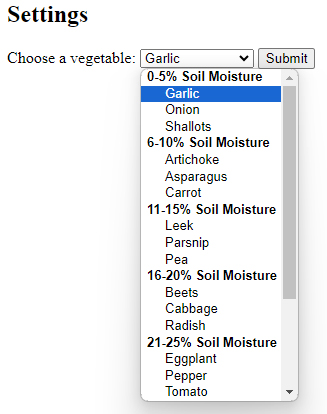 Settings
Choose a vegetable: Garlic Submit
0-5% Soil Moisture
Garlic
Onion
Shallots
6-10% Soil Moisture
Artichoke
Asparagus
Carrot
11-15% Soil Moisture
Leek
Parsnip
Pea
16-20% Soil Moisture
Beets
Cabbage
Radish
21-25% Soil Moisture
Eggplant
Pepper
Tomato